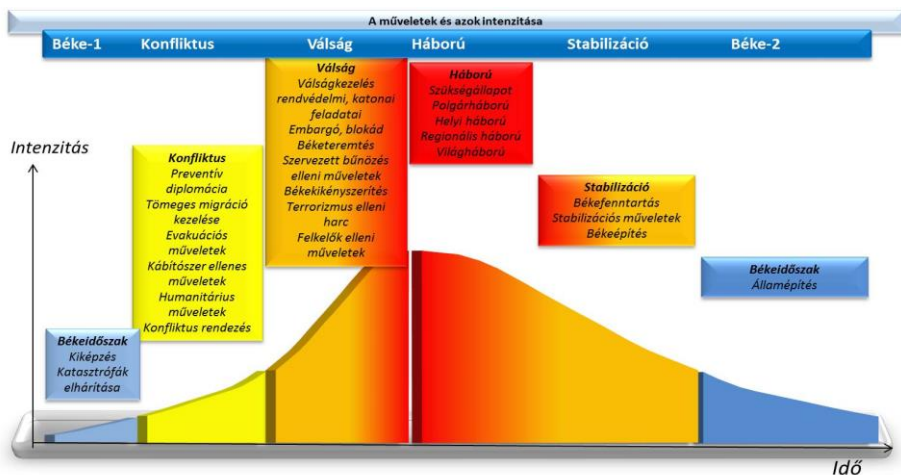 A műveletek és azok intenzitása
Béke-1 Konfliktus Válság Háború Stabilizáció Béke-2
Intenzitás
Békeidőszak
Kiképzés
Katasztrófák
elhárítása
Konfliktus
Preventív
diplomácia
Tömeges migráció
kezelése
Evakuációs
műveletek
Kábítószer ellenes
műveletek
Humanitárius
műveletek
Konfliktus rendezés
Válság
Válságkezelés
rendvédelmi, katonai
feladatai
Embargó, blokád
Béketeremtés
Szervezett bűnözés
elleni műveletek
Békekikényszerítés
Terrorizmus elleni
harc
Felkelők elleni
műveletek
Háború
Szükségállapot
Polgárháború
Helyi háború
Regionális háború
Világháború
Stabilizáció
Békefenntartás
Stabilizációs műveletek
Békeépítés
Békeidőszak
Államépítés
Idő